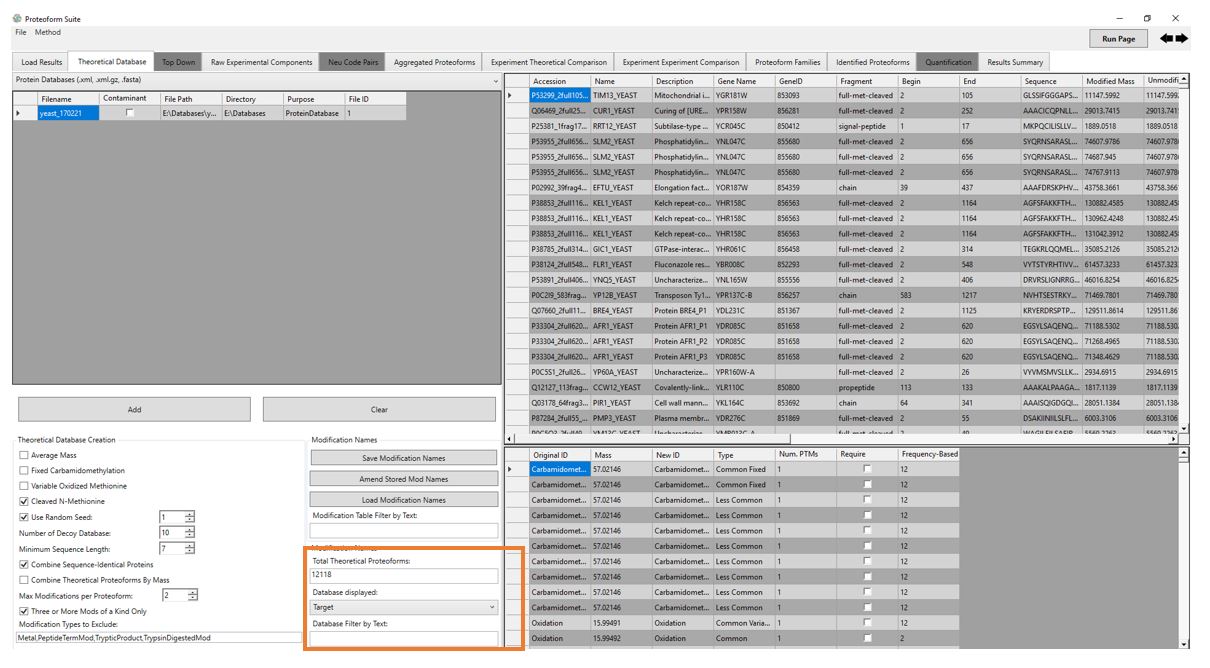 Proteoform Suite
File Method
Run Page
Load Results Theoretical Database Top Down Raw Experimental Components Neu Code Pairs Aggregated Proteoforms Experiment Theoretical Comparison Experiment Experiment Comparison Proteoform Families Identified Proteoforms Quantification Results Summary
Protein Databases (.xml, .xml.gz, .fasta)
Filename Contaminant File Path Directory Purpose File ID
yeast_170221 E:\Databases\y... E:\Databases ProteinDatabase 1
Add Clear
Theoretical Database Creation
Average Mass
Fixed Carbamidomethylation
Variable Oxidized Methionine
Cleaved N-Methionine
Use Random Seed: 1
Number of Decoy Database: 10
Minimum Sequence Length: 7
Combine Sequence-Identical Proteins
Combine Theoretical Proteoforms By Mass
Max Modifications per Proteoform: 2
Three or More Mods of a Kind Only
Modification Types to Exclude:
Metal,PeptideTermMod,TrypticProduct,TrypsinDigestedMod
Modification Names
Save Modification Names
Amend Stored Mod Names
Load Modification Names
Modification Table Filter by Text:
Modification Names
Total Theoretical Proteoforms:
12118
Database displayed:
Target
Database Filter by Text:
Accession Name Description Gene Name GeneID Fragment Begin End Sequence Modified Mass Unmodifi
P53299_2full105... TIM13_YEAST Mitochondrial i... YGR181W 853093 full-met-cleaved 2 105 GLSSIFGGGAPS... 11147.5992 11147.599
Q06469_2full25... CUR1_YEAST Curing of [URE... YPR158W 856281 full-met-cleaved 2 252 AAACICQPNLL... 29013.7415 29013.741
P25381_1frag17... RRT12_YEAST Subtilase-type ... YCR045C 850412 signal-peptide 1 17 MKPQCILISLLV... 1889.0518 1889.0518
P53955_2full656... SLM2_YEAST Phosphatidylin... YNL047C 855680 full-met-cleaved 2 656 SYQRNSARASL... 74607.9786 74607.978
P53955_2full656... SLM2_YEAST Phosphatidylin... YNL047C 855680 full-met-cleaved 2 656 SYQRNSARASL... 74687.945 74607.978
P53955_2full656... SLM2_YEAST Phosphatidylin... YNL047C 855680 full-met-cleaved 2 656 SYQRNSARASL... 74767.9113 74607.978
P02992_39frag4... EFTU_YEAST Elongation fact... YOR187W 854359 chain 39 437 AAAFDRSKPHV... 43758.3661 43758.366
P38853_2full116... KEL1_YEAST Kelch repeat-co... YHR158C 856563 full-met-cleaved 2 1164 AGFSFAKKFTH... 130882.4585 130882.45
P38853_2full116... KEL1_YEAST Kelch repeat-co... YHR158C 856563 full-met-cleaved 2 1164 AGFSFAKKFTH... 130962.4248 130882.45
P38853_2full116... KEL1_YEAST Kelch repeat-co... YHR158C 856563 full-met-cleaved 2 1164 AGFSFAKKFTH... 131042.3912 130882.45
P38785_2full314... GIC1_YEAST GTPase-interac... YHR061C 856458 full-met-cleaved 2 314 TEGKRLQQMEL... 35085.2126 35085.212
P38124_2full548... FLR1_YEAST Fluconazole res... YBR008C 852293 full-met-cleaved 2 548 VYTSTYRHTIVV... 61457.3233 61457.323
P53891_2full406... YNQ5_YEAST Uncharacterize... YNL165W 855556 full-met-cleaved 2 406 DRVRSLIGNRRG... 46016.8254 46016.825
P0C2I9_583frag... YP12B_YEAST Transposon Ty1... YPR137C-B 856257 chain 583 1217 NVHTSESTRKY... 71469.7801 71469.780
Q07660_2full11... BRE4_YEAST Protein BRE4_P1 YDL231C 851367 full-met-cleaved 2 1125 KRYERDRSPTP... 129511.8614 129511.86
P33304_2full620... AFR1_YEAST Protein AFR1_P1 YDR085C 851658 full-met-cleaved 2 620 EGSYLSAQENQ... 71188.5302 71188.530
P33304_2full620... AFR1_YEAST Protein AFR1_P2 YDR085C 851658 full-met-cleaved 2 620 EGSYLSAQENQ... 71268.4965 71188.530
P33304_2full620... AFR1_YEAST Protein AFR1_P3 YDR085C 851658 full-met-cleaved 2 620 EGSYLSAQENQ... 71348.4629 71188.530
P0C5S1_2full26... YP60A_YEAST Uncharacterize... YPR160W-A full-met-cleaved 2 26 VYVMSMVSLLK... 2934.6915 2934.6915
Q12127_113frag... CCW12_YEAST Covalently-link... YLR110C 850800 propeptide 113 133 AAAKALPAAGA... 1817.1139 1817.1139
Q03178_64frag3... PIR1_YEAST Cell wall mann... YKL164C 853692 chain 64 341 AAAISQIGDGQI... 28051.1384 28051.138
P87284_2full55_... PMP3_YEAST Plasma membr... YDR276C 851869 full-met-cleaved 2 55 DSAKIINIILSLFL... 6003.3106 6003.3106
Original ID Mass New ID Type Num. PTMs Require Frequency-Based
Carbamidomet... 57.02146 Carbamidomet... Common Fixed 1 12
Carbamidomet... 57.02146 Carbamidomet... Common Fixed 1 12
Carbamidomet... 57.02146 Carbamidomet... Less Common 1 12
Carbamidomet... 57.02146 Carbamidomet... Less Common 1 12
Carbamidomet... 57.02146 Carbamidomet... Less Common 1 12
Carbamidomet... 57.02146 Carbamidomet... Less Common 1 12
Carbamidomet... 57.02146 Carbamidomet... Less Common 1 12
Carbamidomet... 57.02146 Carbamidomet... Less Common 1 12
Carbamidomet... 57.02146 Carbamidomet... Less Common 1 12
Carbamidomet... 57.02146 Carbamidomet... Less Common 1 12
Oxidation 15.99491 Oxidation Common Varia... 1 12
Oxidation 15.99492 Oxidation Common 1 2